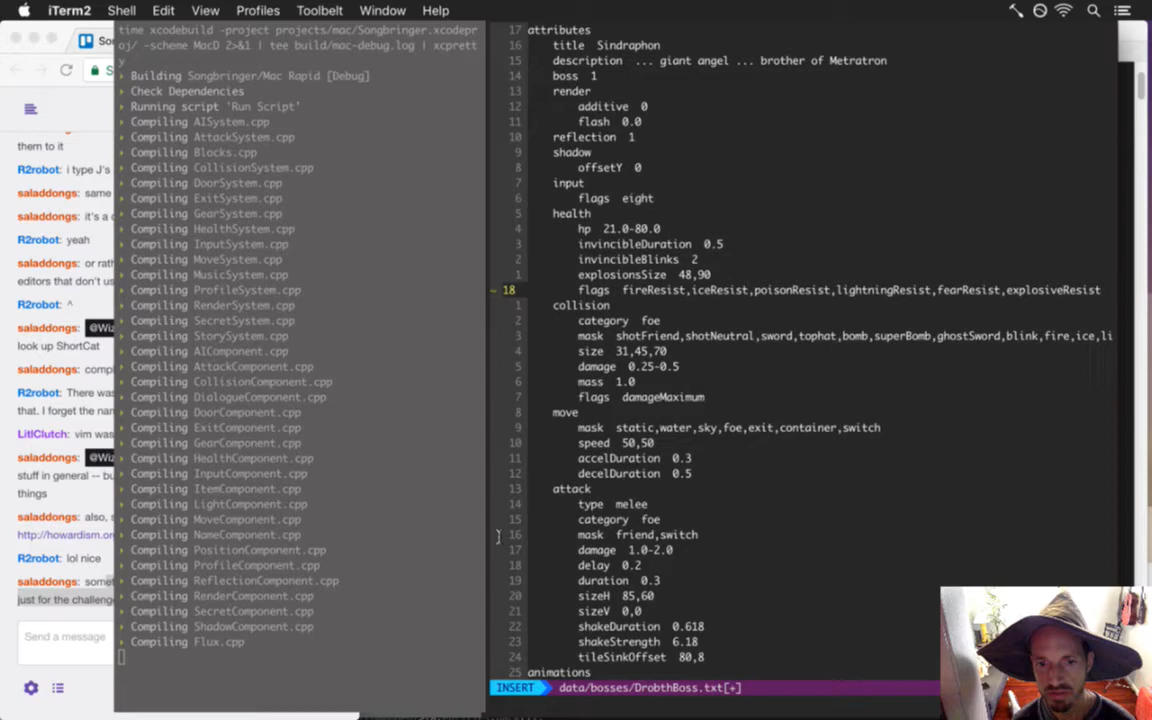 iTerm2 Shell Edit View Profiles Toolbelt Window Help
So
S
them to it
R2robot: i type J's
saladdongs: same
saladdongs: it's a c
R2robot: yeah
saladdongs: or rath
editors that don't us
R2robot: ^
saladdongs: @Wiz
look up ShortCat
saladdongs: compl
R2robot: There was
that. I forget the nam
LitlClutch: vim was
saladdongs: @Wiz
stuff in general -- bu
things
saladdongs: also, s
http://howardism.org
R2robot: lol nice
saladdongs: somet
just for the challenge
Send a message
time xcodebuild -project projects/mac/Songbringer.xcodepr
oj/ -scheme MacD 2>&1 | tee build/mac-debug.log | xcprett
y
Building Songbringer/Mac Rapid [Debug]
Check Dependencies
Running script 'Run Script'
Compiling AISystem.cpp
Compiling AttackSystem.cpp
Compiling Blocks.cpp
Compiling CollisionSystem.cpp
Compiling DoorSystem.cpp
Compiling ExitSystem.cpp
Compiling GearSystem.cpp
Compiling HealthSystem.cpp
Compiling InputSystem.cpp
Compiling MoveSystem.cpp
Compiling MusicSystem.cpp
Compiling ProfileSystem.cpp
Compiling RenderSystem.cpp
Compiling SecretSystem.cpp
Compiling StorySystem.cpp
Compiling AIComponent.cpp
Compiling AttackComponent.cpp
Compiling CollisionComponent.cpp
Compiling DialogueComponent.cpp
Compiling DoorComponent.cpp
Compiling ExitComponent.cpp
Compiling GearComponent.cpp
Compiling HealthComponent.cpp
Compiling InputComponent.cpp
Compiling ItemComponent.cpp
Compiling LightComponent.cpp
Compiling MoveComponent.cpp
Compiling NameComponent.cpp
Compiling PositionComponent.cpp
Compiling ProfileComponent.cpp
Compiling ReflectionComponent.cpp
Compiling RenderComponent.cpp
Compiling SecretComponent.cpp
Compiling ShadowComponent.cpp
Compiling Flux.cpp
17 attributes
16 title Sindraphon
15 description ... giant angel ... brother of Metratron
14 boss 1
13 render
12 additive 0
11 flash 0.0
10 reflection 1
9 shadow
8 offsetY 0
7 input
6 flags eight
5 health
4 hp 21.0-80.0
3 invincibleDuration 0.5
2 invincibleBlinks 2
1 explosionsSize 48,90
~ 18 flags fireResist,iceResist,poisonResist,lightningResist,fearResist,explosiveResist
1 collision
2 category foe
3 mask shotFriend,shotNeutral,sword,tophat,bomb,superBomb,ghostSword,blink,fire,ice,li
4 size 31,45,70
5 damage 0.25-0.5
6 mass 1.0
7 flags damageMaximum
8 move
9 mask static,water,sky,foe,exit,container,switch
10 speed 50,50
11 accelDuration 0.3
12 decelDuration 0.5
13 attack
14 type melee
15 category foe
16 mask friend,switch
17 damage 1.0-2.0
18 delay 0.2
19 duration 0.3
20 sizeH 85,60
21 sizeV 0,0
22 shakeDuration 0.618
23 shakeStrength 6.18
24 tileSinkOffset 80,8
25 animations
INSERT data/bosses/DrobthBoss.txt[+]